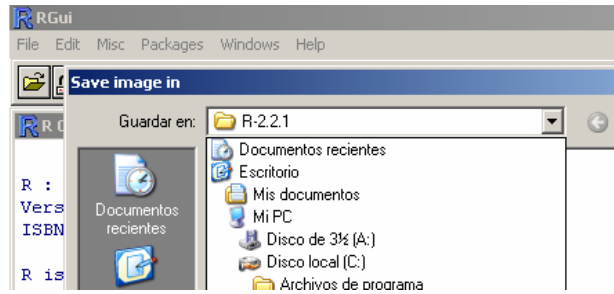 RGui
File Edit Misc Packages Windows Help
Save image in
Guardar en: R-2.2.1
R
Documentos recientes
Escritorio
Mis documentos
Mi PC
Disco de 3½ (A:)
Disco local (C:)
Archivos de programa
Documentos
recientes
R :
Vers
ISBN
R is